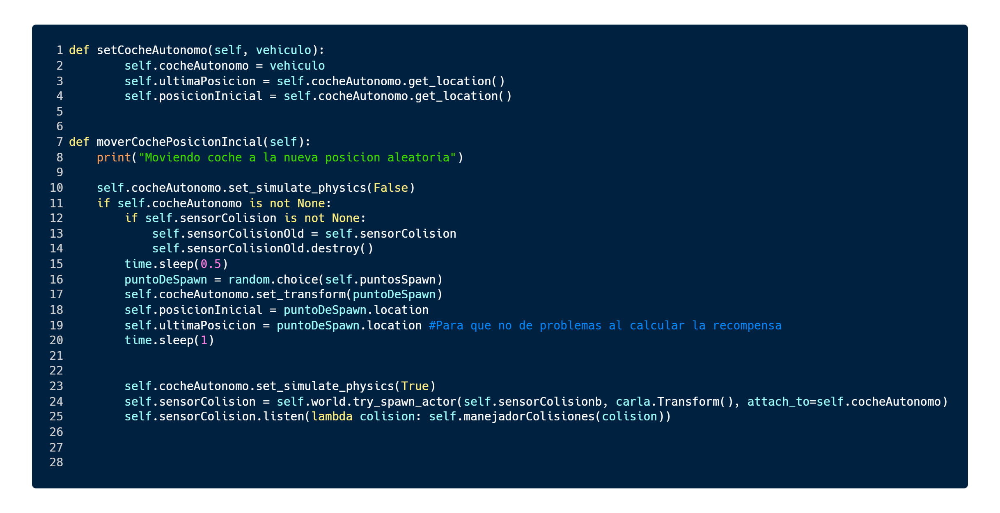 1 def setCocheAutonomo(self, vehiculo):
2         self.cocheAutonomo = vehiculo
3         self.ultimaPosicion = self.cocheAutonomo.get_location()
4         self.posicionInicial = self.cocheAutonomo.get_location()
5
6
7 def moverCochePosicionIncial(self):
8     print("Moviendo coche a la nueva posicion aleatoria")
9
10     self.cocheAutonomo.set_simulate_physics(False)
11     if self.cocheAutonomo is not None:
12         if self.sensorColision is not None:
13             self.sensorColisionOld = self.sensorColision
14             self.sensorColisionOld.destroy()
15         time.sleep(0.5)
16         puntoDeSpawn = random.choice(self.puntosSpawn)
17         self.cocheAutonomo.set_transform(puntoDeSpawn)
18         self.posicionInicial = puntoDeSpawn.location
19         self.ultimaPosicion = puntoDeSpawn.location #Para que no de problemas al calcular la recompensa
20         time.sleep(1)
21
22
23         self.cocheAutonomo.set_simulate_physics(True)
24         self.sensorColision = self.world.try_spawn_actor(self.sensorColisionb, carla.Transform(), attach_to=self.cocheAutonomo)
25         self.sensorColision.listen(lambda colision: self.manejadorColisiones(colision))
26
27
28